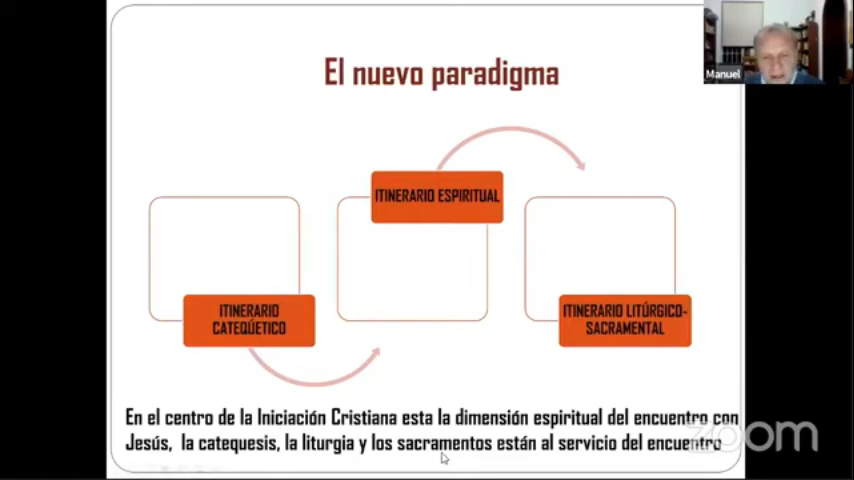 El nuevo paradigma
Manuel
ITINERARIO ESPIRITUAL
ITINERARIO
CATEQÚETICO
ITINERARIO LITÚRGICO-
SACRAMENTAL
En el centro de la Iniciación Cristiana esta la dimensión espiritual del encuentro con
Jesús, la catequesis, la liturgia y los sacramentos están al servicio del encuentro
zoom